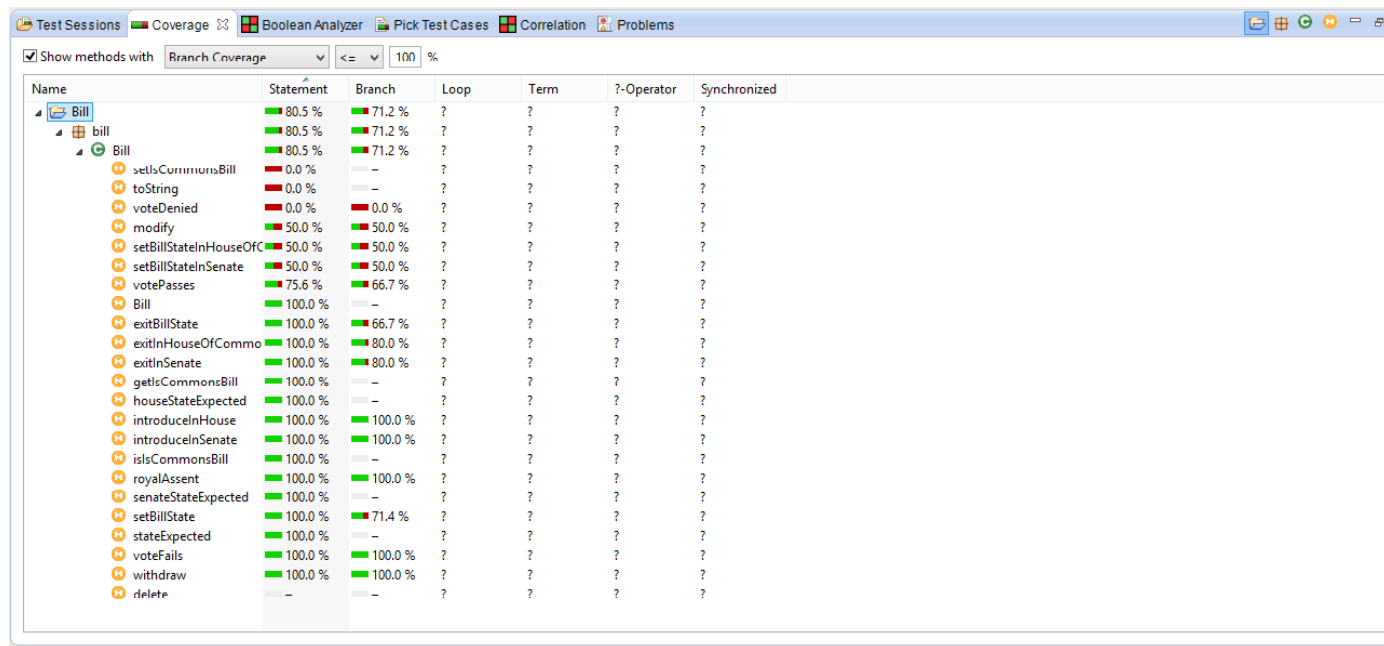 Test Sessions Coverage Boolean Analyzer Pick Test Cases Correlation Problems
Show methods with Branch Coverage <= 100 %
Name Statement Branch Loop Term ?-Operator Synchronized
Bill 80.5 % 71.2 % ? ? ? ?
bill 80.5 % 71.2 % ? ? ? ?
Bill 80.5 % 71.2 % ? ? ? ?
setIsCommonsBill 0.0 % – ? ? ? ?
toString 0.0 % – ? ? ? ?
voteDenied 0.0 % 0.0 % ? ? ? ?
modify 50.0 % 50.0 % ? ? ? ?
setBillStateInHouseOfC 50.0 % 50.0 % ? ? ? ?
setBillStateInSenate 50.0 % 50.0 % ? ? ? ?
votePasses 75.6 % 66.7 % ? ? ? ?
Bill 100.0 % – ? ? ? ?
exitBillState 100.0 % 66.7 % ? ? ? ?
exitInHouseOfCommo 100.0 % 80.0 % ? ? ? ?
exitInSenate 100.0 % 80.0 % ? ? ? ?
getIsCommonsBill 100.0 % – ? ? ? ?
houseStateExpected 100.0 % – ? ? ? ?
introduceInHouse 100.0 % 100.0 % ? ? ? ?
introduceInSenate 100.0 % 100.0 % ? ? ? ?
isIsCommonsBill 100.0 % – ? ? ? ?
royalAssent 100.0 % 100.0 % ? ? ? ?
senateStateExpected 100.0 % – ? ? ? ?
setBillState 100.0 % 71.4 % ? ? ? ?
stateExpected 100.0 % – ? ? ? ?
voteFails 100.0 % 100.0 % ? ? ? ?
withdraw 100.0 % 100.0 % ? ? ? ?
delete – – ? ? ? ?